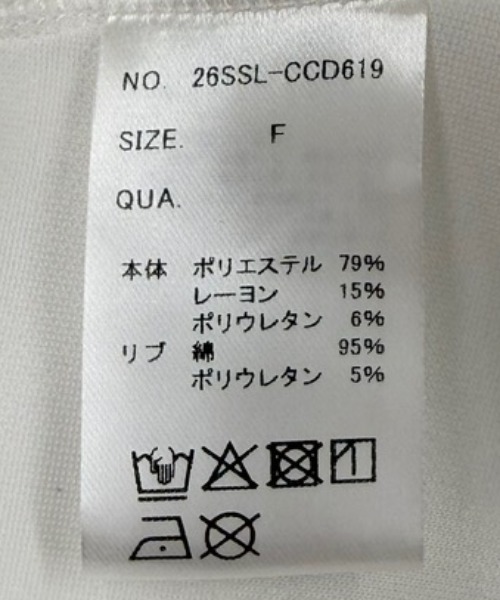 NO. 26SSL-CCD619
SIZE. F
QUA.
本体 ポリエステル 79%
レーヨン 15%
ポリウレタン 6%
リブ 綿 95%
ポリウレタン 5%